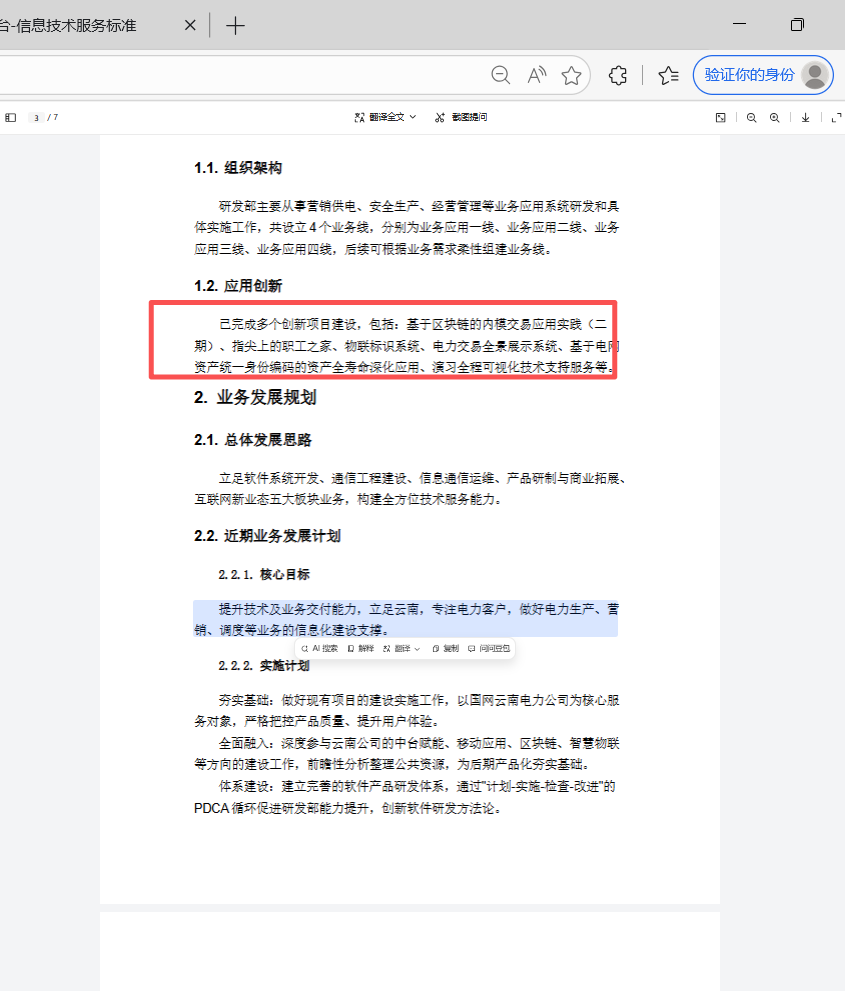 台-信息技术服务标准
验证你的身份
3 / 7
翻译全文
截图提问
1.1. 组织架构
研发部主要从事营销供电、安全生产、经营管理等业务应用系统研发和具
体实施工作，共设立 4 个业务线，分别为业务应用一线、业务应用二线、业务
应用三线、业务应用四线，后续可根据业务需求柔性组建业务线。
1.2. 应用创新
已完成多个创新项目建设，包括：基于区块链的内模交易应用实践（二
期）、指尖上的职工之家、物联标识系统、电力交易全景展示系统、基于电网
资产统一身份编码的资产全寿命深化应用、演习全程可视化技术支持服务等。
2. 业务发展规划
2.1. 总体发展思路
立足软件系统开发、通信工程建设、信息通信运维、产品研制与商业拓展、
互联网新业态五大板块业务，构建全方位技术服务能力。
2.2. 近期业务发展计划
2.2.1. 核心目标
提升技术及业务交付能力，立足云南，专注电力客户，做好电力生产、营
销、调度等业务的信息化建设支撑。
AI 搜索 解释 翻译 复制 问问豆包
2.2.2. 实施计划
夯实基础：做好现有项目的建设实施工作，以国网云南电力公司为核心服
务对象，严格把控产品质量、提升用户体验。
全面融入：深度参与云南公司的中台赋能、移动应用、区块链、智慧物联
等方向的建设工作，前瞻性分析整理公共资源，为后期产品化夯实基础。
体系建设：建立完善的软件产品研发体系，通过"计划-实施-检查-改进"的
PDCA 循环促进研发部能力提升，创新软件研发方法论。